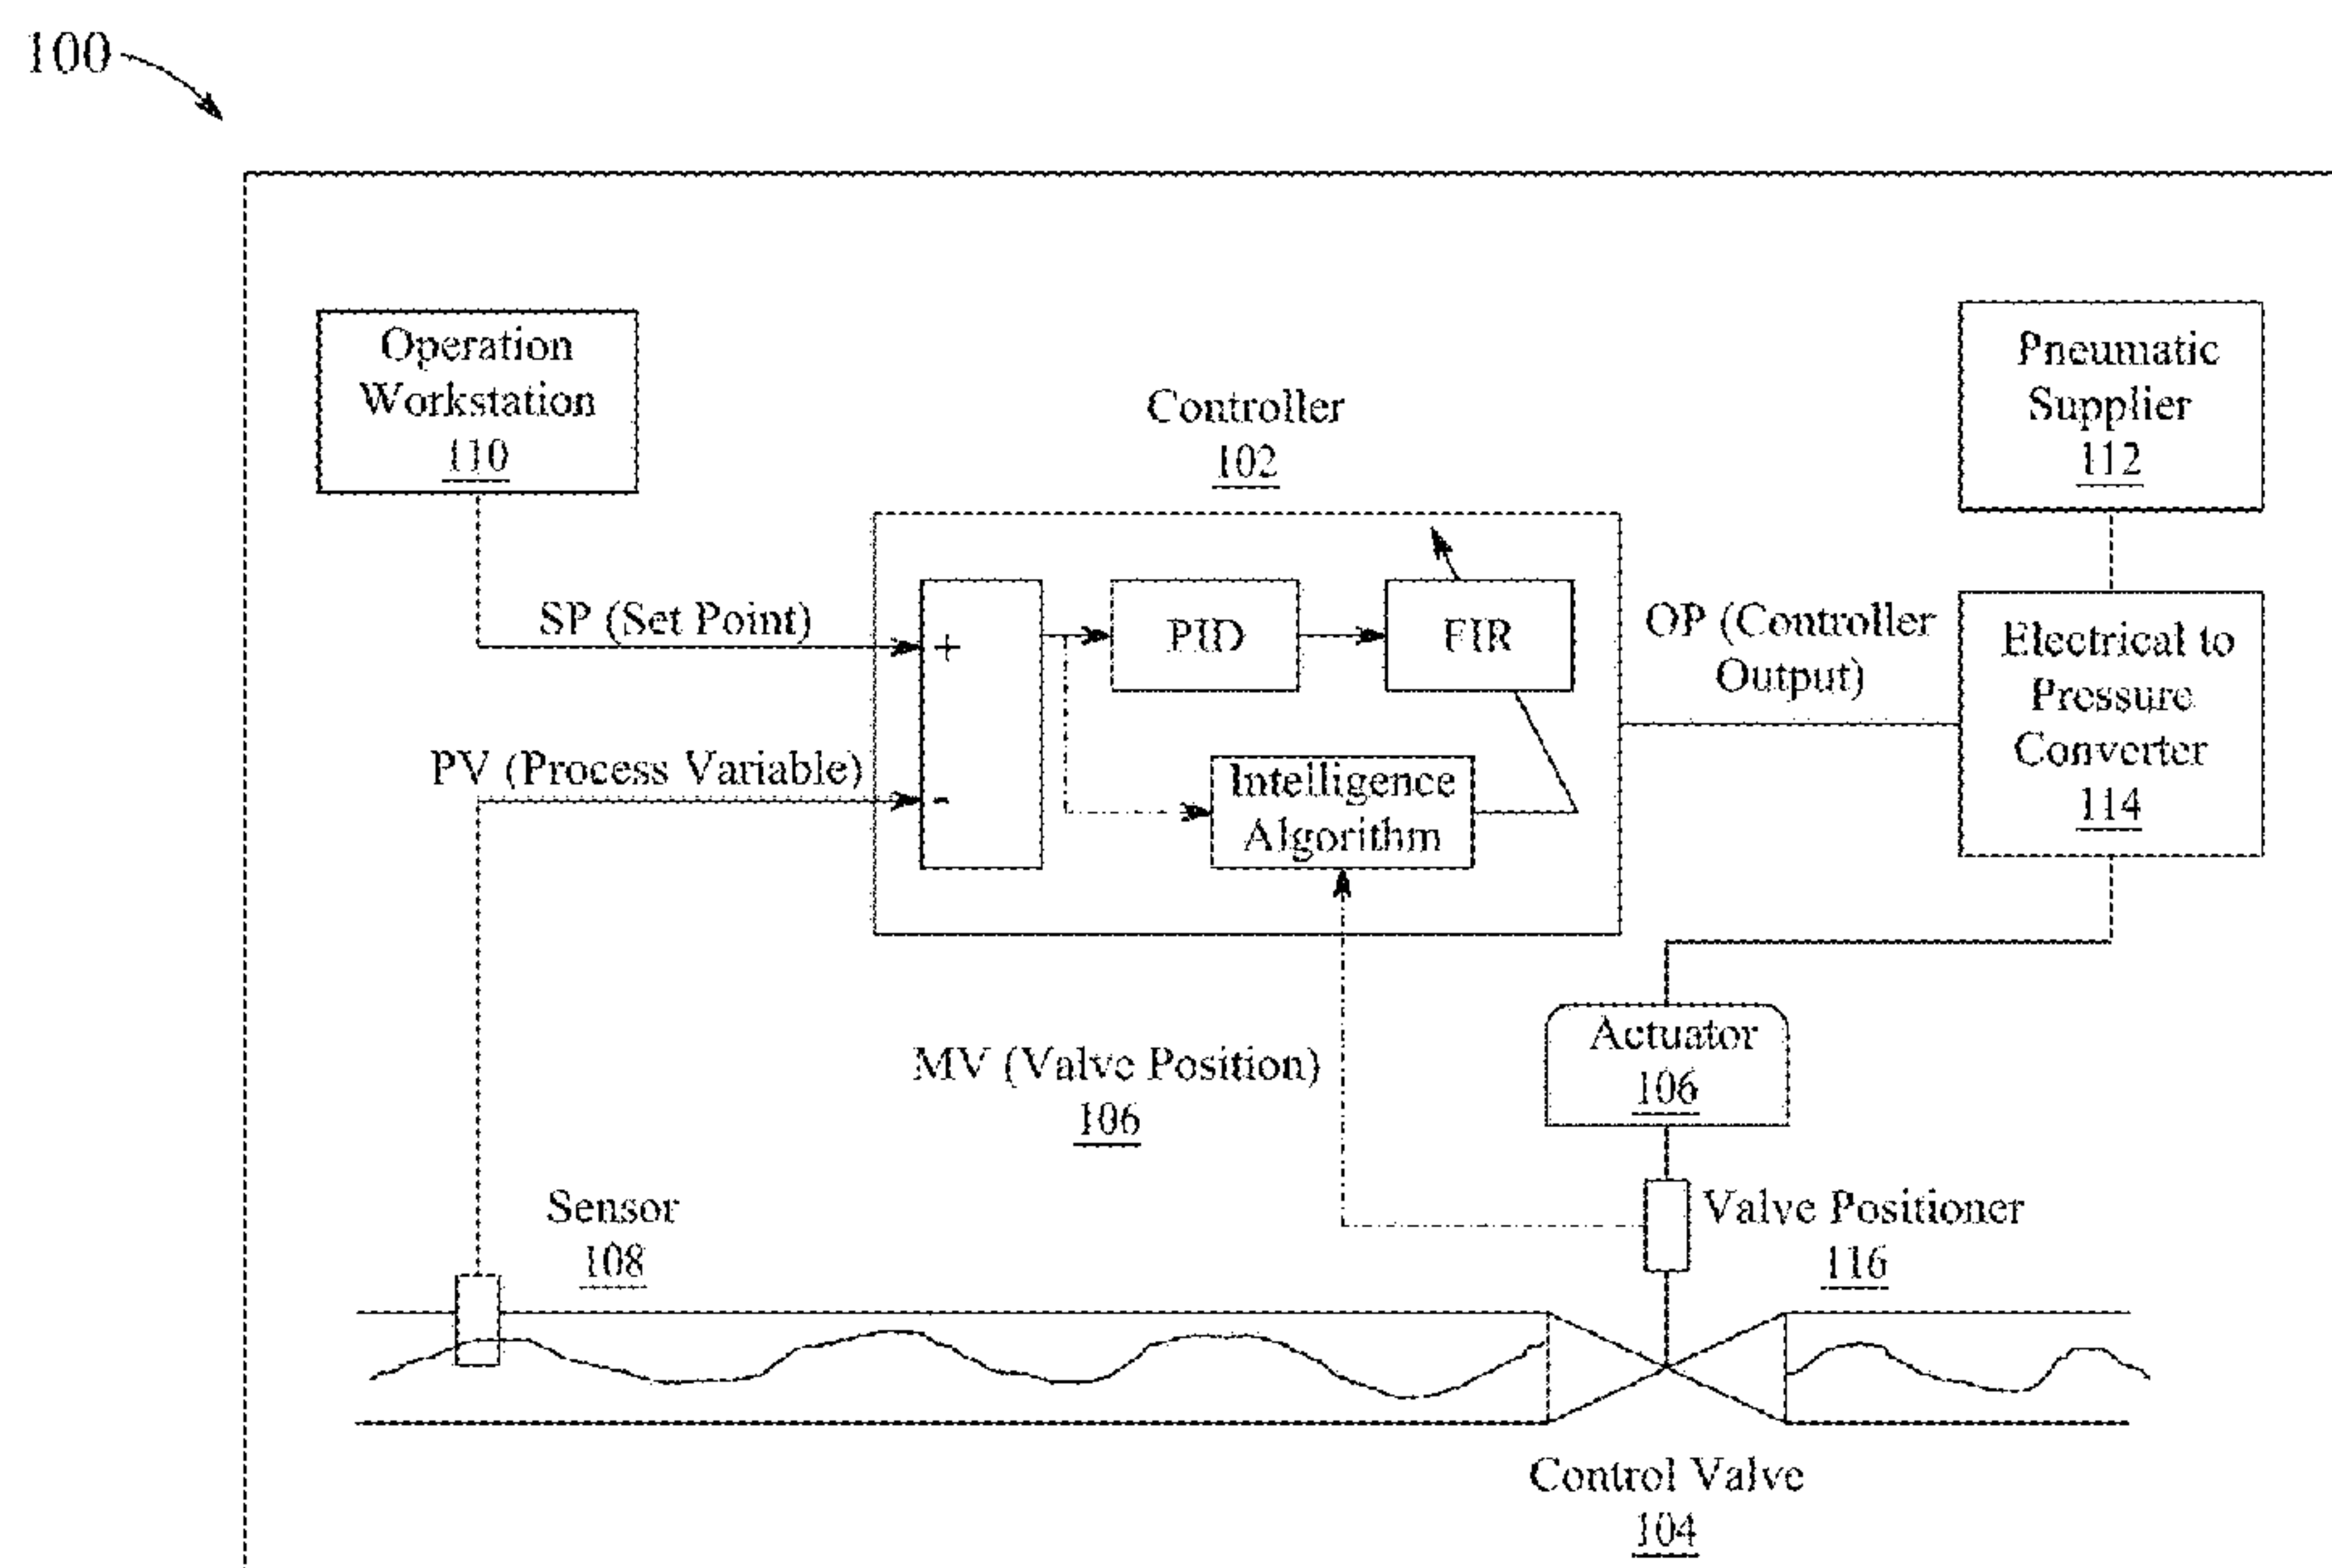 100
Operation
Workstation
110
Controller
102
Pneumatic
Supplier
112
SP (Set Point)
+
PID
FIR
OP (Controller
Output)
Electrical to
Pressure
Converter
114
PV (Process Variable)
-
Intelligence
Algorithm
MV (Valve Position)
106
Actuator
106
Sensor
108
Valve Positioner
116
Control Valve
104